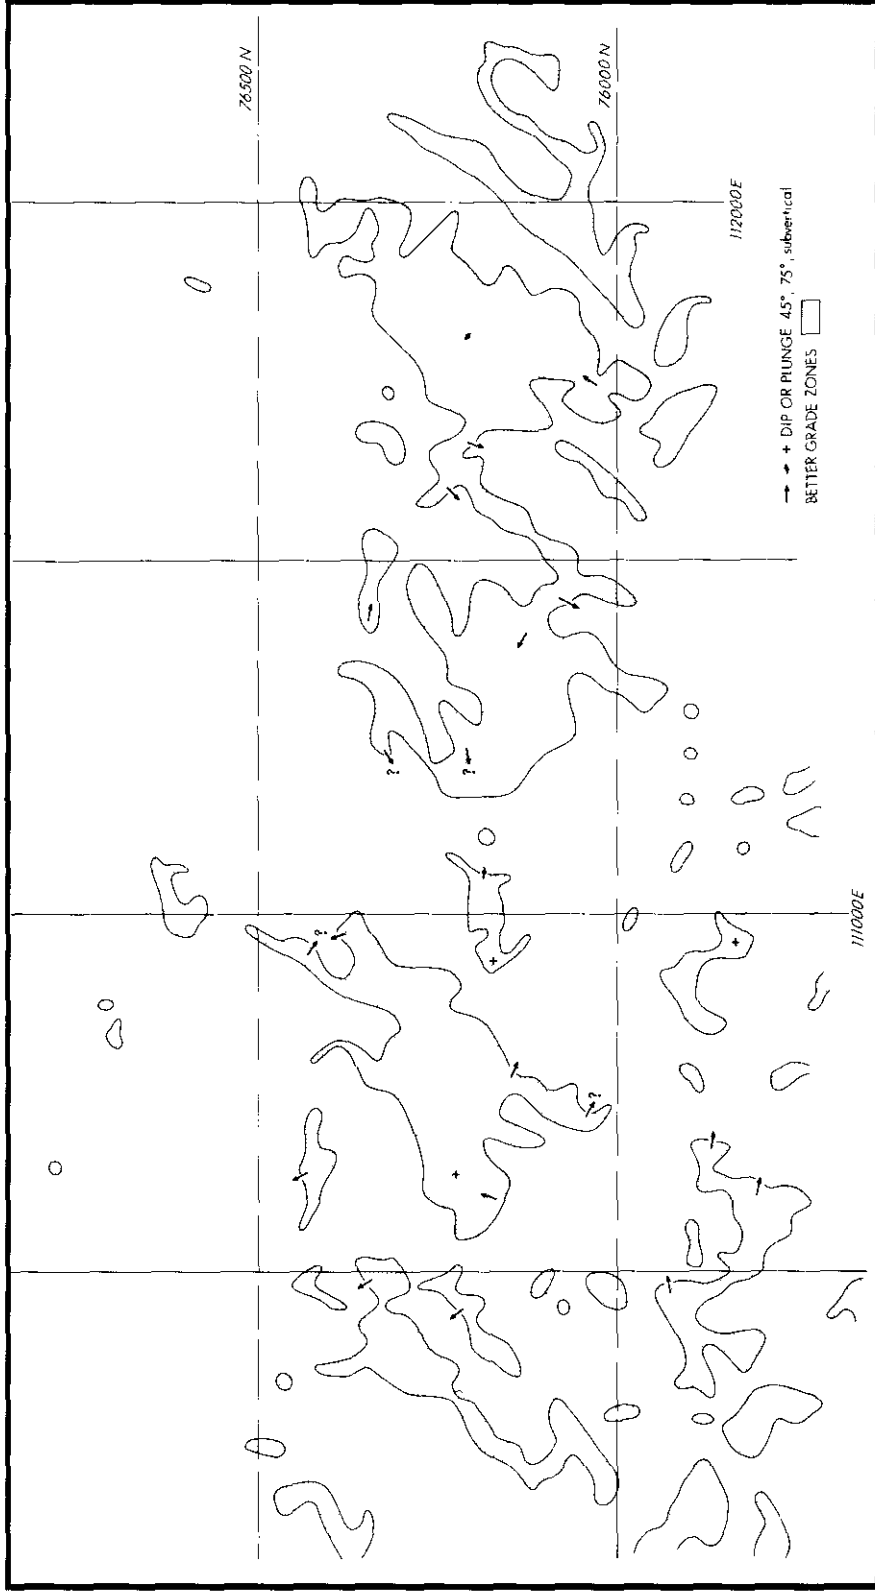 76500 N
76000 N
112000E
111000E
→ ➛ + DIP OR PLUNGE 45°, 75°, subvertical
BETTER GRADE ZONES
?
?
?
?
+
+
+